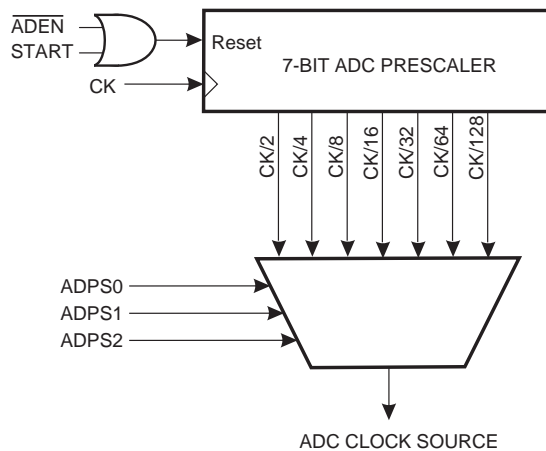 ADEN
START
Reset
7-BIT ADC PRESCALER
CK
CK/2
CK/4
CK/8
CK/16
CK/32
CK/64
CK/128
ADPS0
ADPS1
ADPS2
ADC CLOCK SOURCE